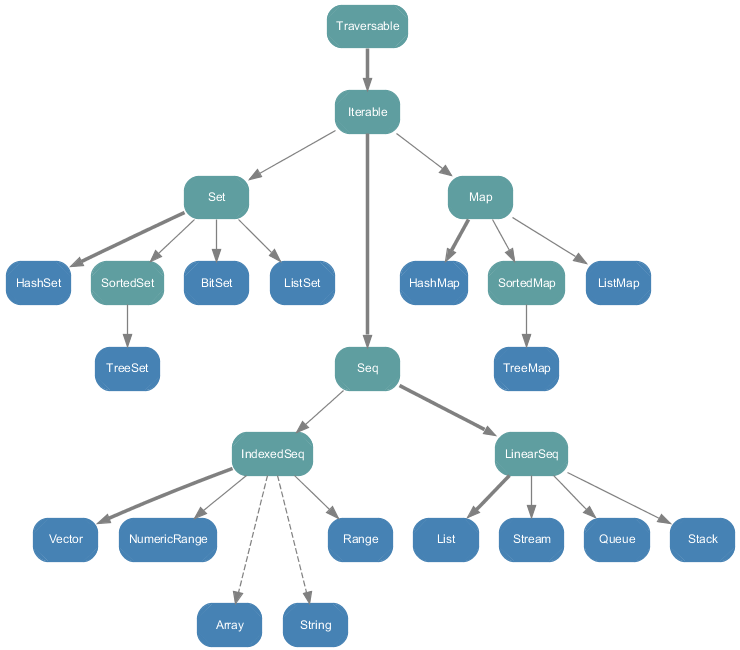 Traversable
Iterable
Set
Map
HashSet
SortedSet
BitSet
ListSet
HashMap
SortedMap
ListMap
TreeSet
Seq
TreeMap
IndexedSeq
LinearSeq
Vector
NumericRange
Range
List
Stream
Queue
Stack
Array
String